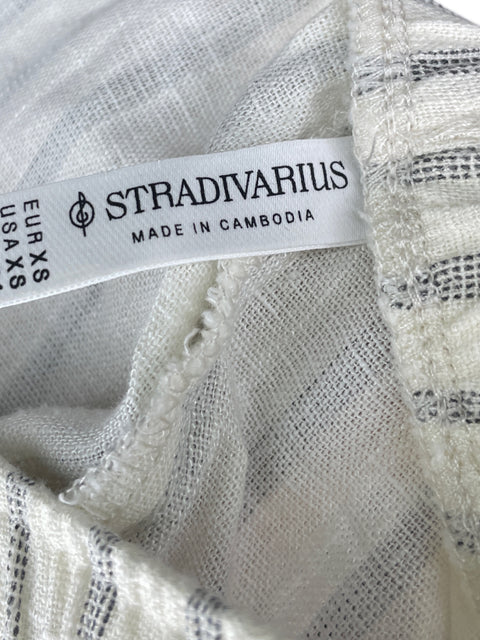 STRADIVARIUS
MADE IN CAMBODIA
EUR XS
USA XS